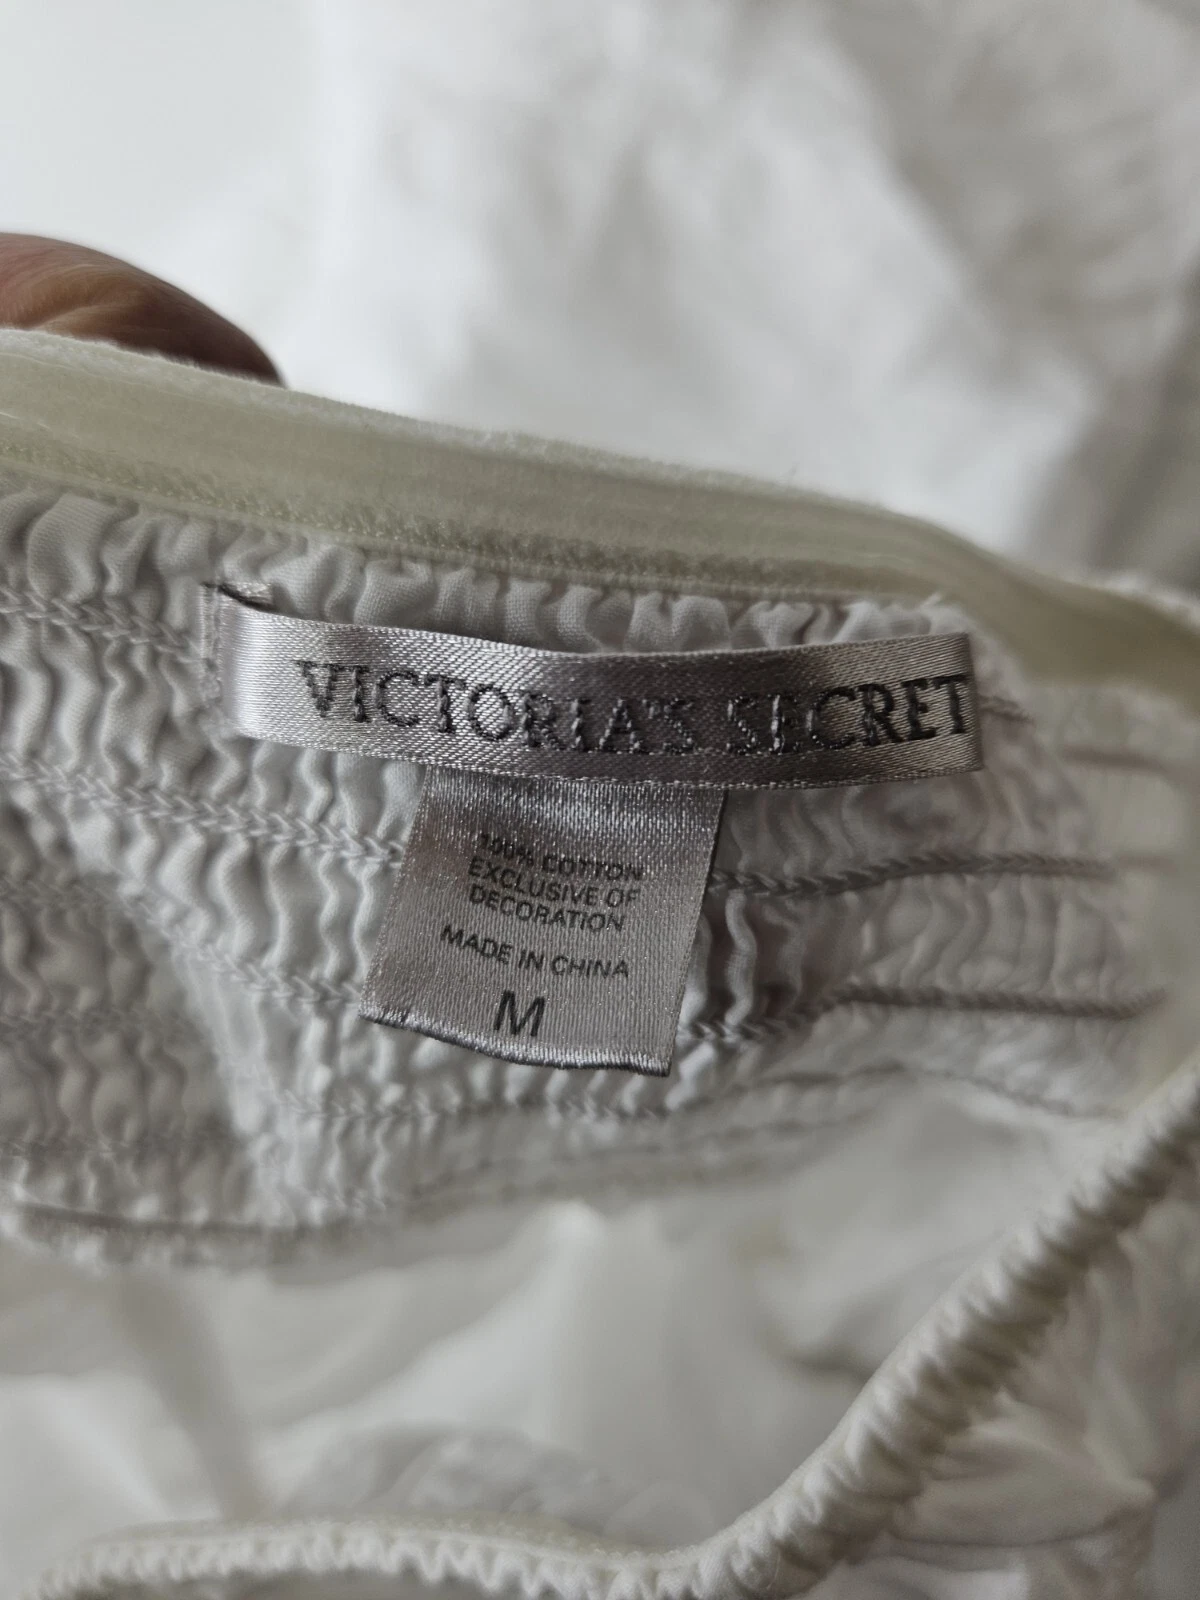 VICTORIA'S SECRET
100% COTTON
EXCLUSIVE OF
DECORATION
MADE IN CHINA
M